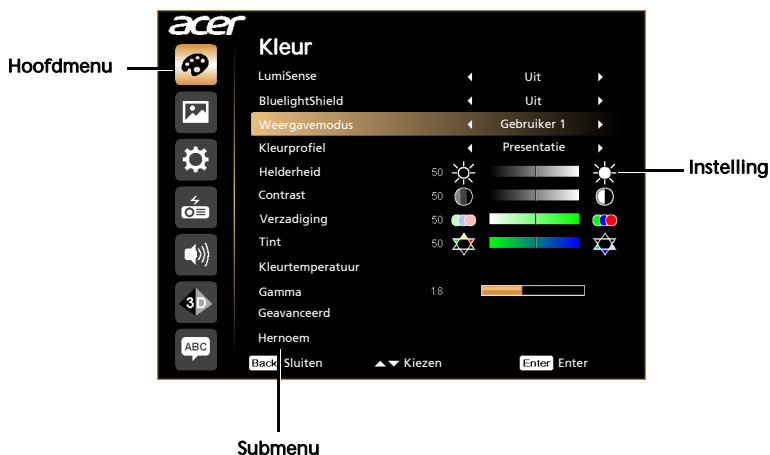 acer
Kleur
Hoofdmenu
LumiSense Uit
BluelightShield Uit
Weergavemodus Gebruiker 1
Kleurprofiel Presentatie
Helderheid 50
Instelling
Contrast 50
Verzadiging 50
Tint 50
Kleurtemperatuur
Gamma 1.8
Geavanceerd
Hernoem
3D
ABC
Back Sluiten Kiezen Enter Enter
Submenu